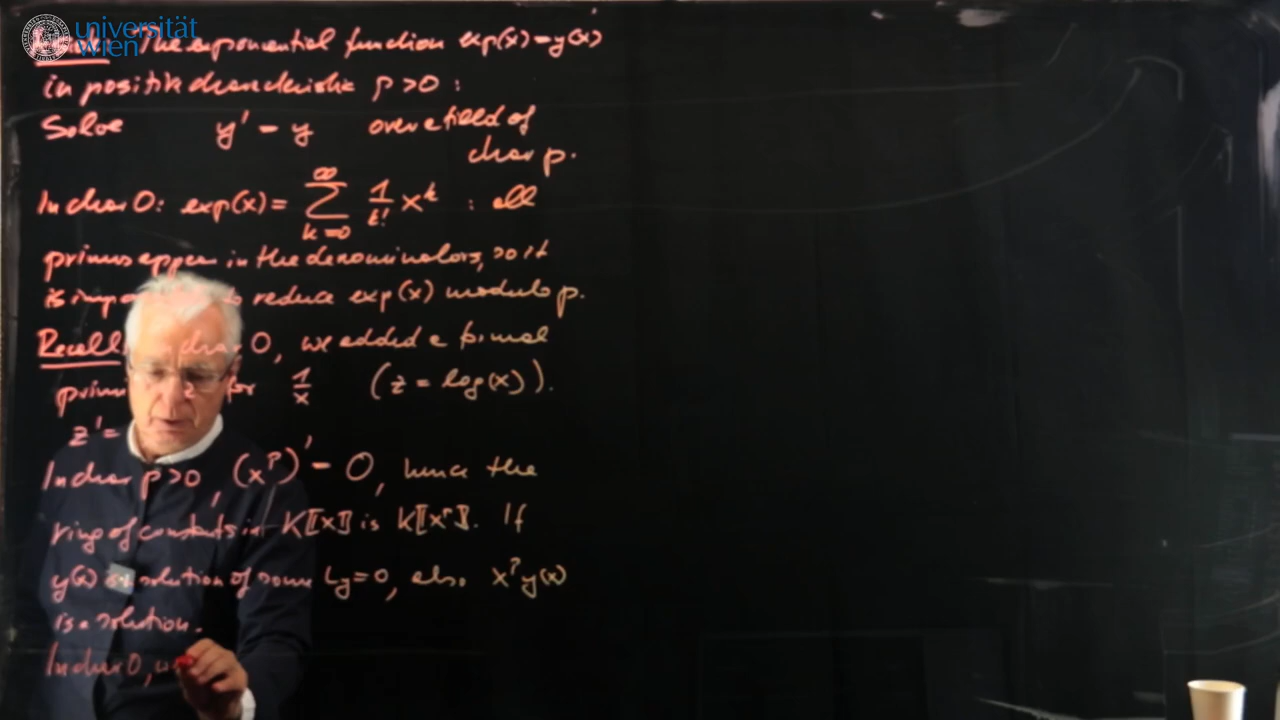 universität
wien
The exponential function exp(x) = y(x)
in positive characteristic p > 0 :
Solve y' = y over a field of
char p.
In char 0: exp(x) = ∑_{k=0}^{∞} 1/k! x^k : all
primes appear in the denominators, so it
is to reduce exp(x) modulo p.
Recall char 0, we added a formal
for 1/x (z = log(x)).
z' =
In char p > 0, (x^p)' = 0, hence the
ring of constants in K[[x]] is K[[x^p]]. If
y(x) is solution of some Ly = 0, also x^p y(x)
is a solution.
In char 0,